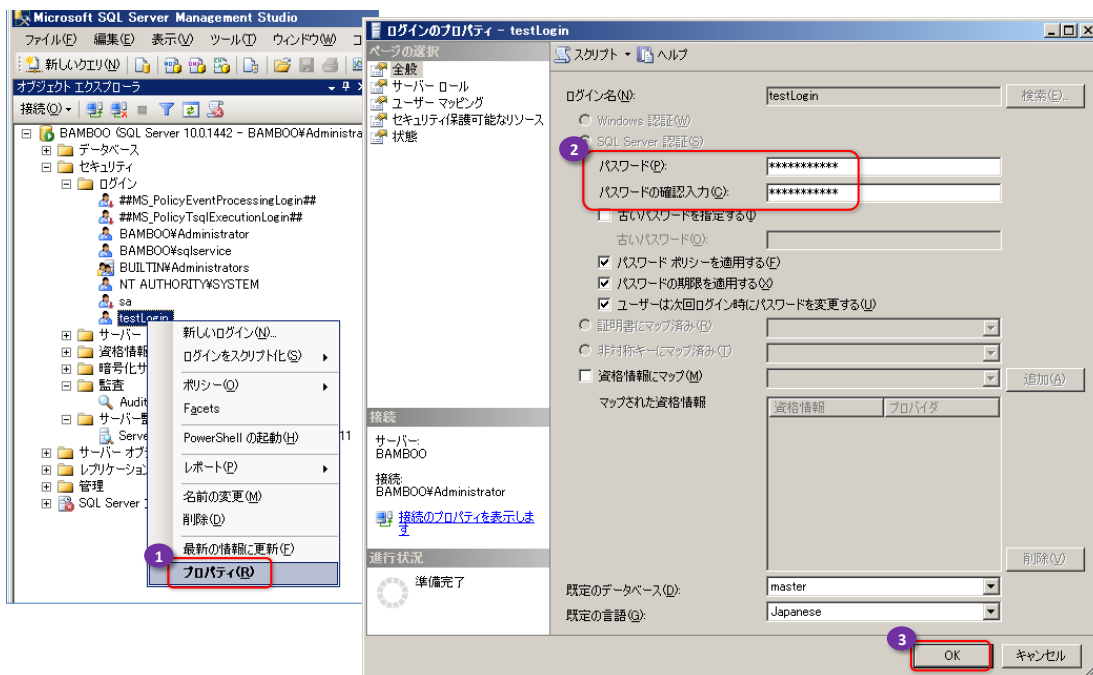 Microsoft SQL Server Management Studio
ファイル(F) 編集(E) 表示(V) ツール(T) ウィンドウ(W) コ
新しいクエリ(N)
オブジェクト エクスプローラ
接続(O)
BAMBOO (SQL Server 10.0.1442 - BAMBOO¥Administra
データベース
セキュリティ
ログイン
##MS_PolicyEventProcessingLogin##
##MS_PolicyTsqlExecutionLogin##
BAMBOO¥Administrator
BAMBOO¥sqlservice
BUILTIN¥Administrators
NT AUTHORITY¥SYSTEM
sa
testLogin
サーバー
資格情報
暗号化サ
監査
Audit
サーバー監
Serve
11
サーバー オブ
レプリケーション
管理
SQL Server
新しいログイン(N)...
ログインをスクリプト化(S)
ポリシー(O)
Facets
PowerShell の起動(H)
レポート(P)
名前の変更(M)
削除(D)
最新の情報に更新(F)
1
プロパティ(R)
ログインのプロパティ - testLogin
ページの選択
全般
サーバー ロール
ユーザー マッピング
セキュリティ保護可能なリソース
状態
接続
サーバー:
BAMBOO
接続:
BAMBOO¥Administrator
接続のプロパティを表示しま
す
進行状況
準備完了
スクリプト ヘルプ
ログイン名(N): testLogin 検索(E)...
Windows 認証(W)
SQL Server 認証(S)
2
パスワード(P): ***********
パスワードの確認入力(C): ***********
古いパスワードを指定する(I
古いパスワード(O):
パスワード ポリシーを適用する(F)
パスワードの期限を適用する(X)
ユーザーは次回ログイン時にパスワードを変更する(U)
証明書にマップ済み(R)
非対称キーにマップ済み(T)
資格情報にマップ(M) 追加(A)
マップされた資格情報 資格情報 プロバイダ
削除(V)
既定のデータベース(D): master
既定の言語(G): Japanese
3
OK キャンセル